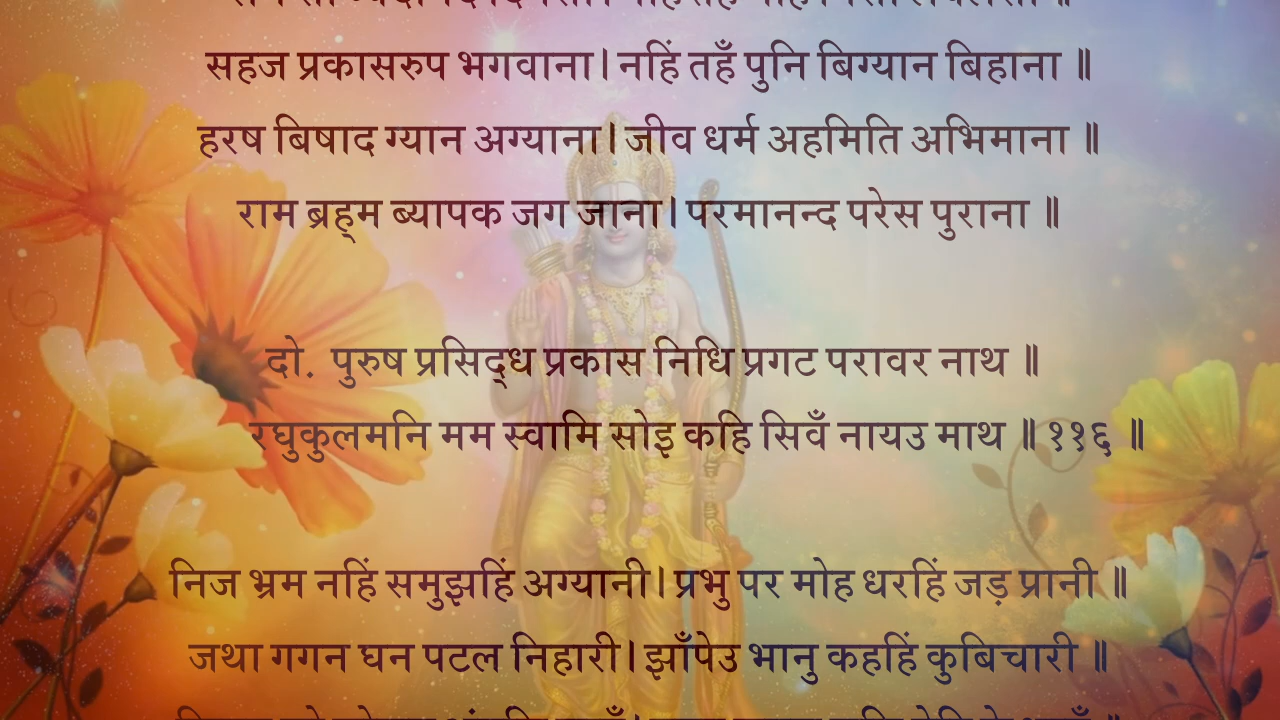 सहज प्रकासरुप भगवाना। नहिं तहँ पुनि बिग्यान बिहाना ॥
हरष बिषाद ग्यान अग्याना। जीव धर्म अहमिति अभिमाना ॥
राम ब्रह्म ब्यापक जग जाना। परमानन्द परेस पुराना ॥
दो. पुरुष प्रसिद्ध प्रकास निधि प्रगट परावर नाथ ॥
रघुकुलमनि मम स्वामि सोइ कहि सिवँ नायउ माथ ॥ ११६ ॥
निज भ्रम नहिं समुझहिं अग्यानी। प्रभु पर मोह धरहिं जड़ प्रानी ॥
जथा गगन घन पटल निहारी। झाँपेउ भानु कहहिं कुबिचारी ॥